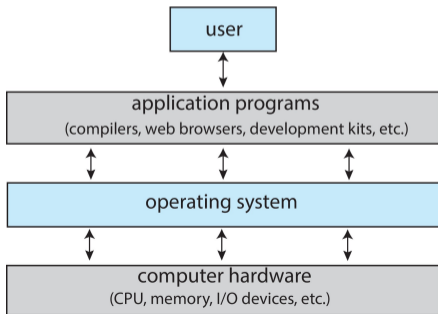 user
application programs
(compilers, web browsers, development kits, etc.)
operating system
computer hardware
(CPU, memory, I/O devices, etc.)